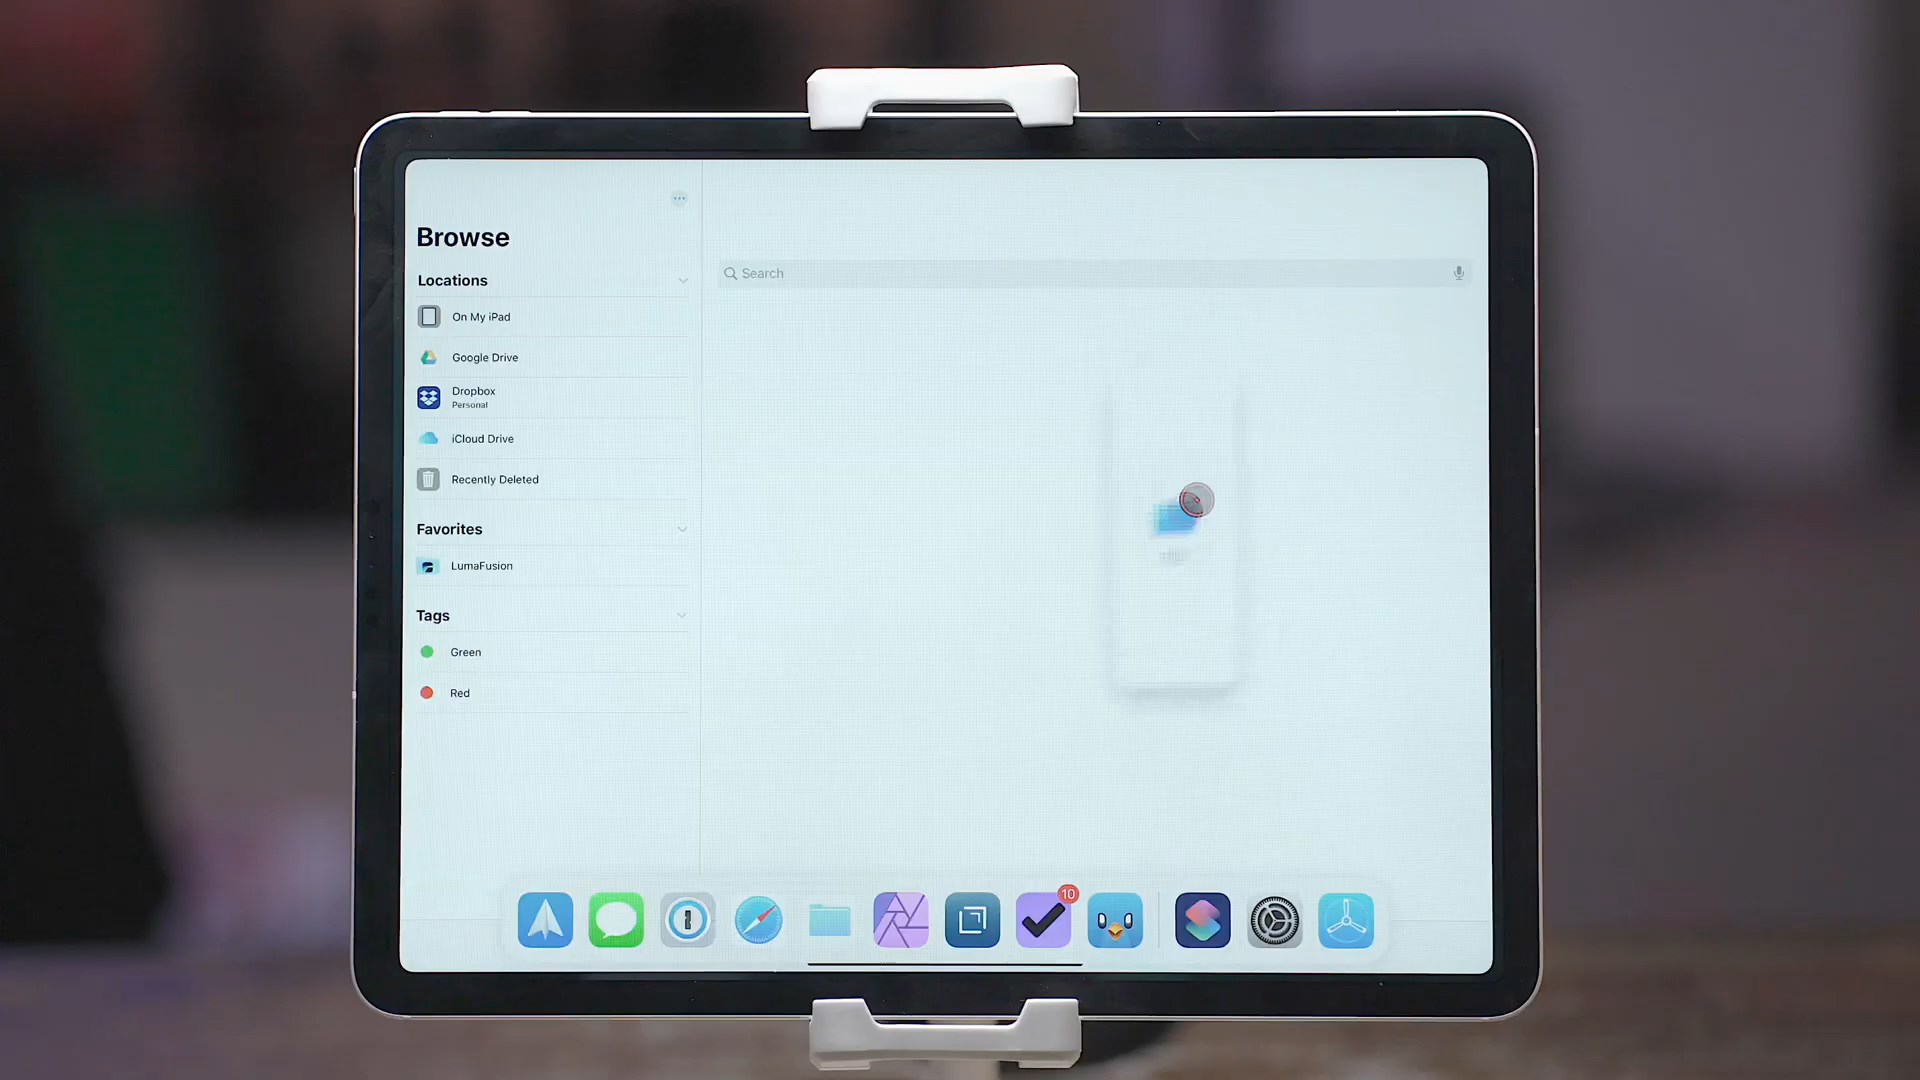 Browse
Locations
On My iPad
Google Drive
Dropbox
Personal
iCloud Drive
Recently Deleted
Favorites
LumaFusion
Tags
Green
Red
Search
10